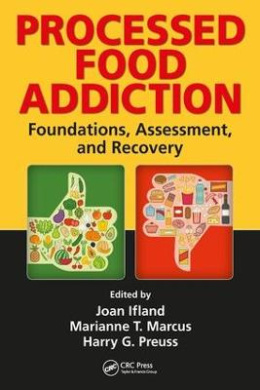 PROCESSED
FOOD
ADDICTION
Foundations, Assessment,
and Recovery
Edited by
Joan Ifland
Marianne T. Marcus
Harry G. Preuss
CRC
CRC Press
Taylor & Francis Group